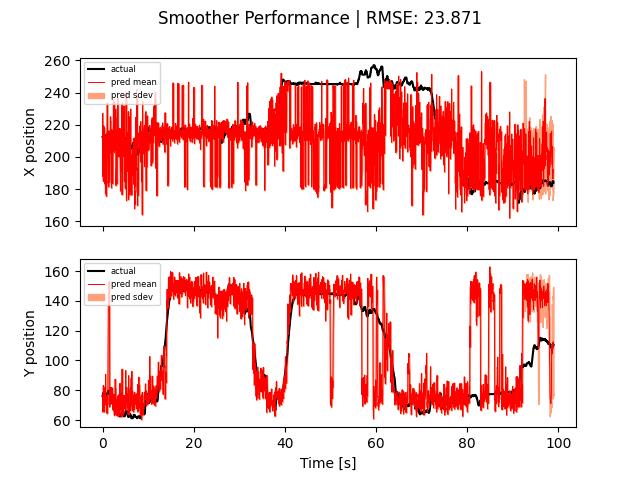 Smoother Performance | RMSE: 23.871
260
240
220
200
180
160
X position
actual
pred mean
pred sdev
160
140
120
100
80
60
Y position
actual
pred mean
pred sdev
0 20 40 60 80 100
Time [s]